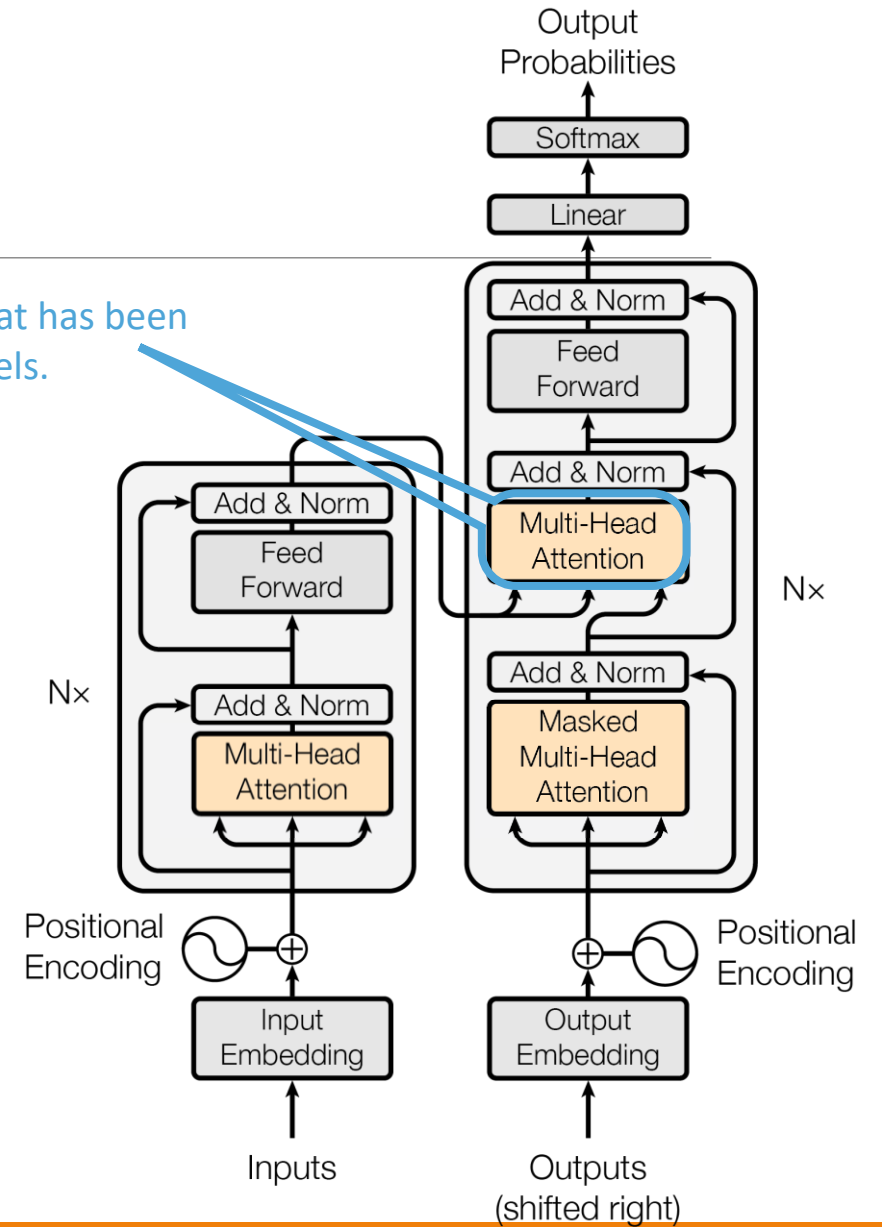 Output
Probabilities
Softmax
Linear
at has been
els.
Add & Norm
Feed
Forward
Add & Norm
Multi-Head
Attention
N×
Add & Norm
Masked
Multi-Head
Attention
Add & Norm
Feed
Forward
N×
Add & Norm
Multi-Head
Attention
Positional
Encoding
Positional
Encoding
Input
Embedding
Output
Embedding
Inputs
Outputs
(shifted right)